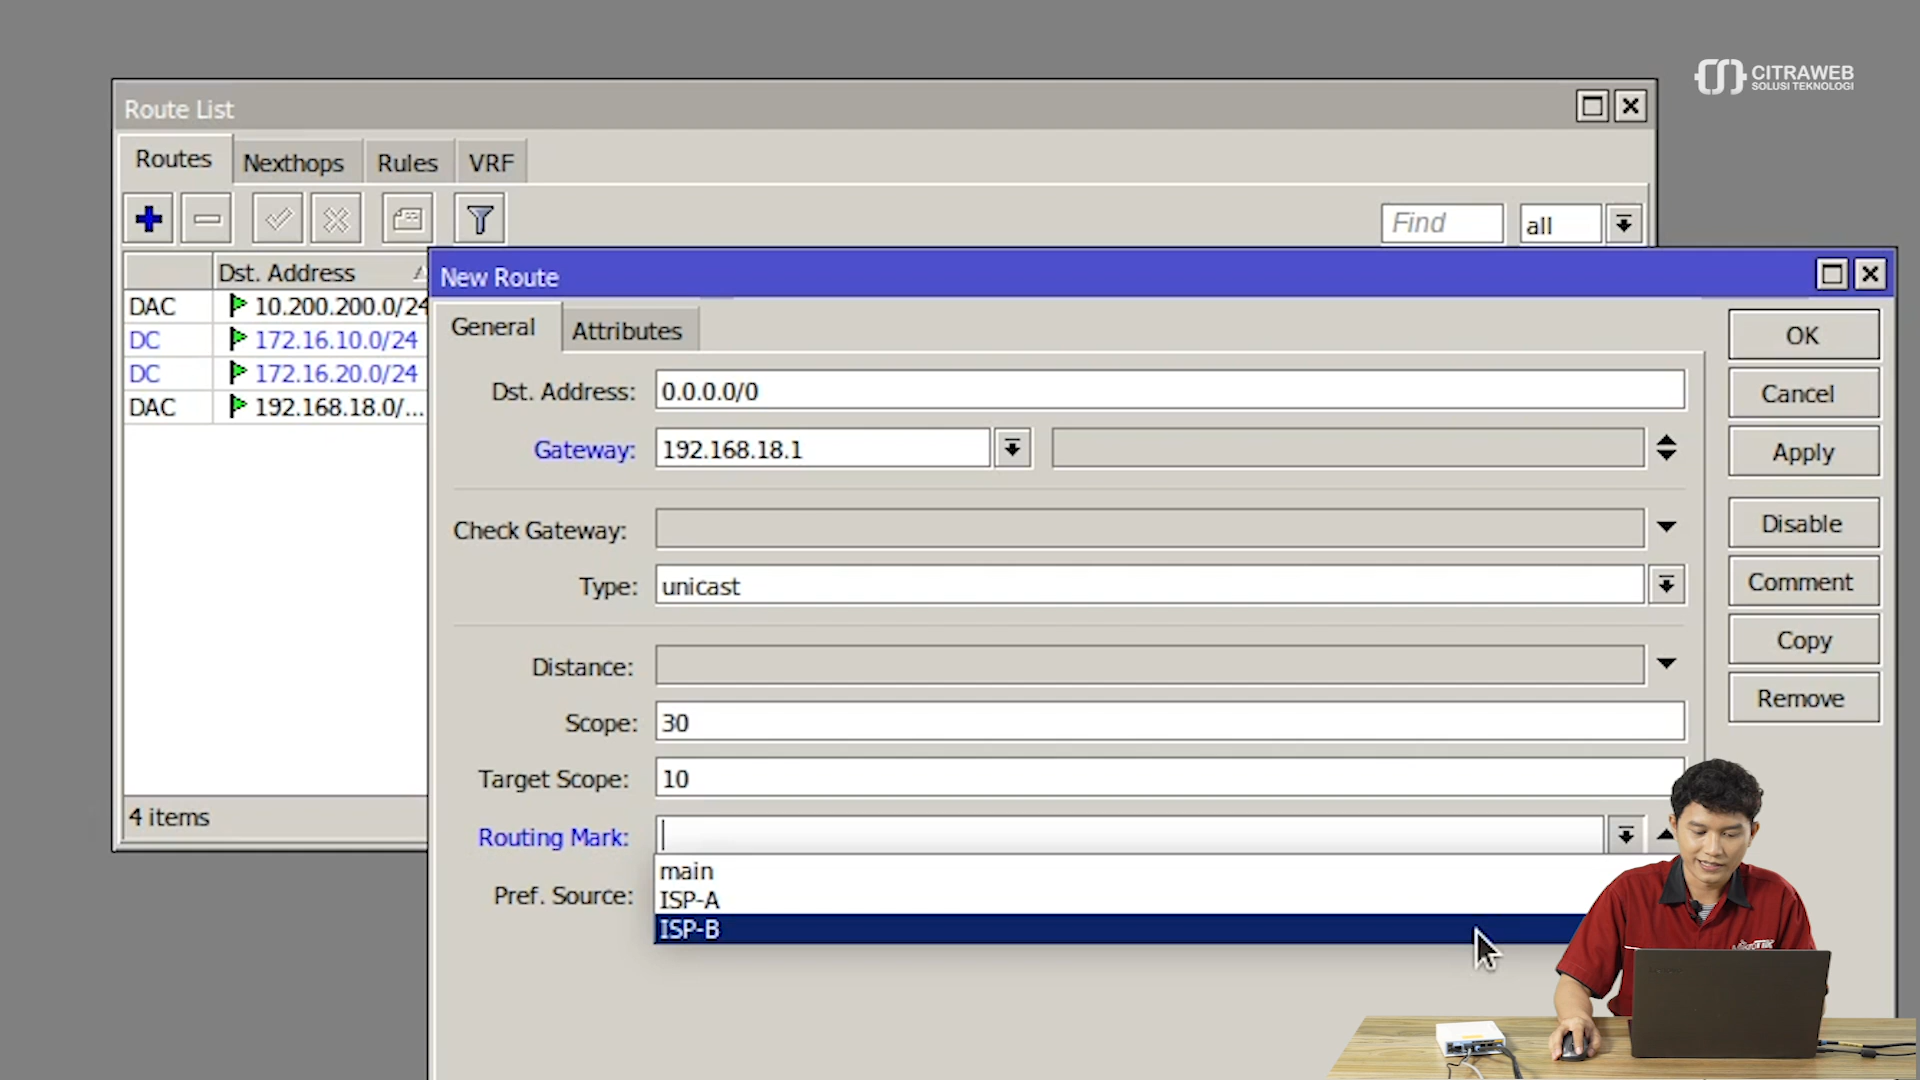 CITRAWEB
SOLUSI TEKNOLOGI
Route List
Routes Nexthops Rules VRF
Find all
Dst. Address
DAC 10.200.200.0/24
DC 172.16.10.0/24
DC 172.16.20.0/24
DAC 192.168.18.0/...
4 items
New Route
General Attributes
Dst. Address: 0.0.0.0/0
Gateway: 192.168.18.1
Check Gateway:
Type: unicast
Distance:
Scope: 30
Target Scope: 10
Routing Mark:
main
ISP-A
ISP-B
Pref. Source:
OK
Cancel
Apply
Disable
Comment
Copy
Remove
MikroTik